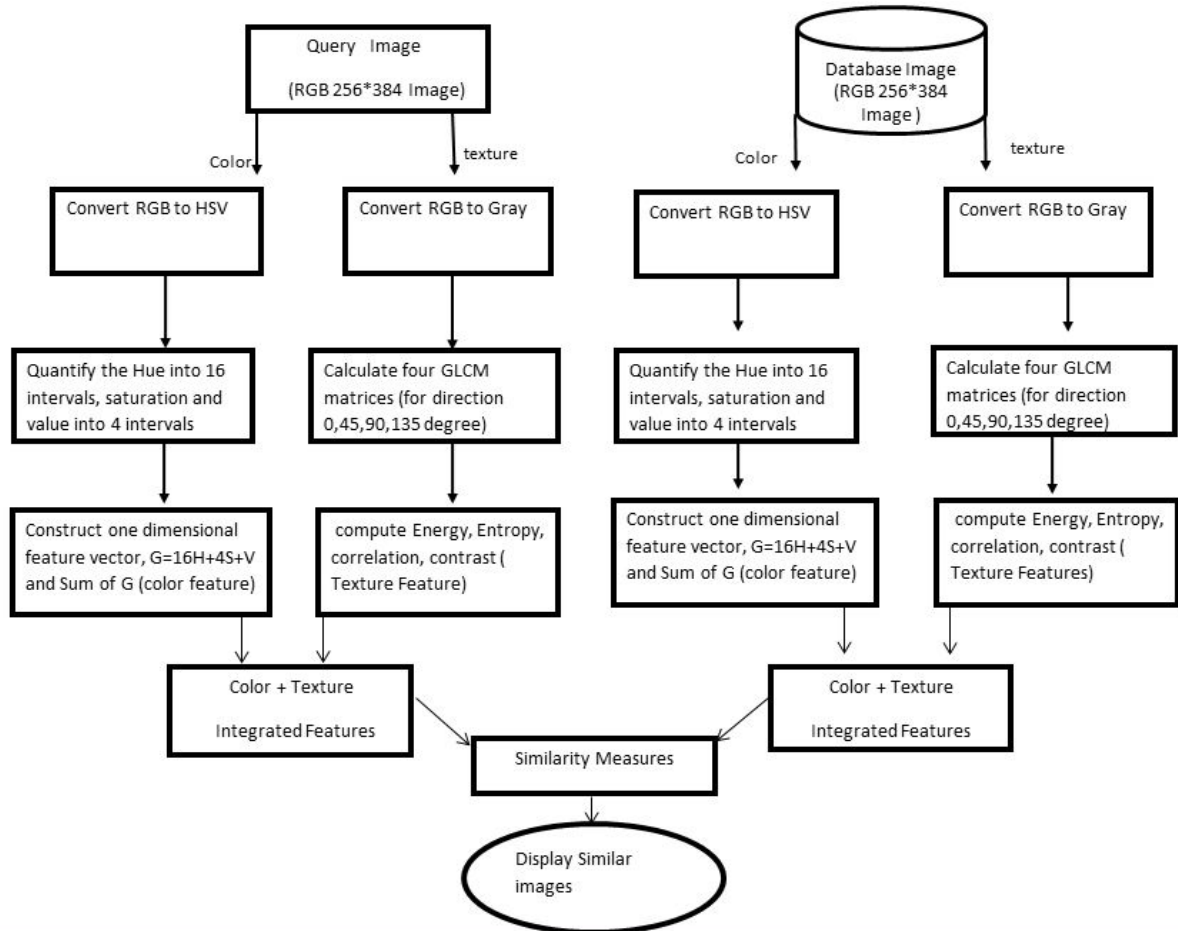 Query Image
(RGB 256*384 Image)
Database Image
(RGB 256*384
Image )
Color
texture
Color
texture
Convert RGB to HSV
Convert RGB to Gray
Convert RGB to HSV
Convert RGB to Gray
Quantify the Hue into 16
intervals, saturation and
value into 4 intervals
Calculate four GLCM
matrices (for direction
0,45,90,135 degree)
Quantify the Hue into 16
intervals, saturation and
value into 4 intervals
Calculate four GLCM
matrices (for direction
0,45,90,135 degree)
Construct one dimensional
feature vector, G=16H+4S+V
and Sum of G (color feature)
compute Energy, Entropy,
correlation, contrast (
Texture Feature)
Construct one dimensional
feature vector, G=16H+4S+V
and Sum of G (color feature)
compute Energy, Entropy,
correlation, contrast (
Texture Features)
Color + Texture
Integrated Features
Color + Texture
Integrated Features
Similarity Measures
Display Similar
images